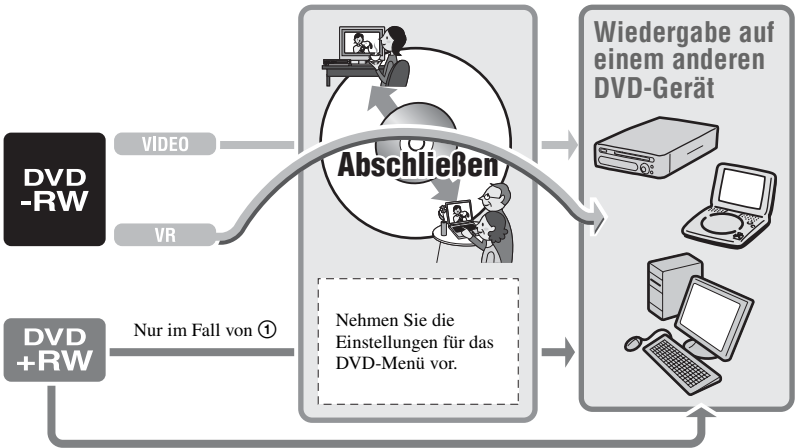 Wiedergabe auf
einem anderen
DVD-Gerät
DVD
-RW
VIDEO
VR
Abschließen
DVD
+RW
Nur im Fall von ①
Nehmen Sie die
Einstellungen für das
DVD-Menü vor.